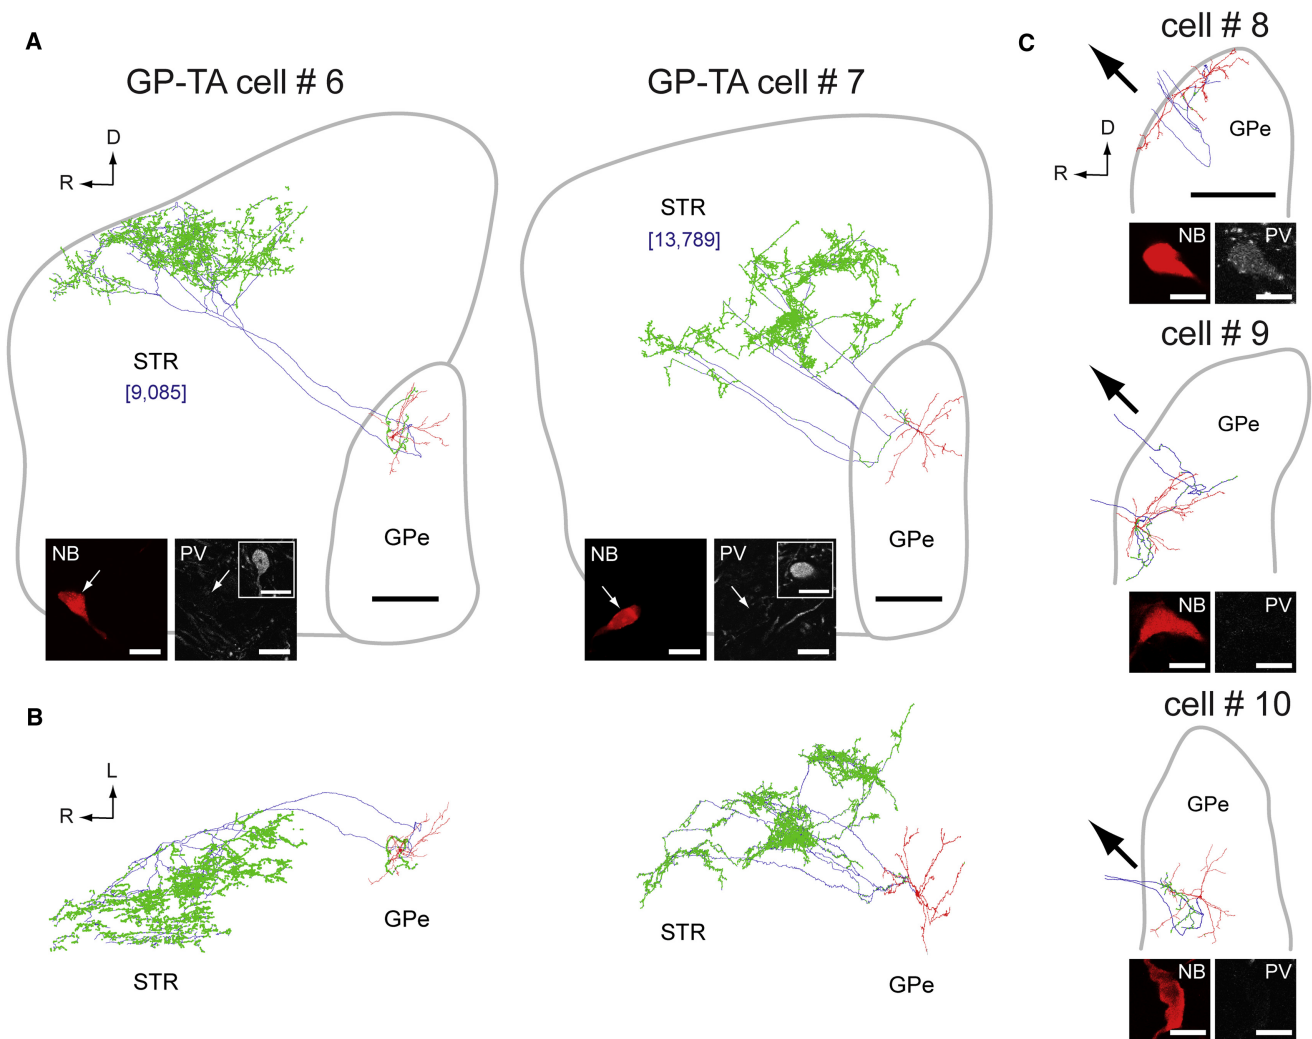 A
GP-TA cell # 6
D
R
STR
[9,085]
GPe
NB
PV
GP-TA cell # 7
STR
[13,789]
GPe
NB
PV
B
L
R
STR
GPe
STR
GPe
C
cell # 8
D
R
GPe
NB
PV
cell # 9
GPe
NB
PV
cell # 10
GPe
NB
PV